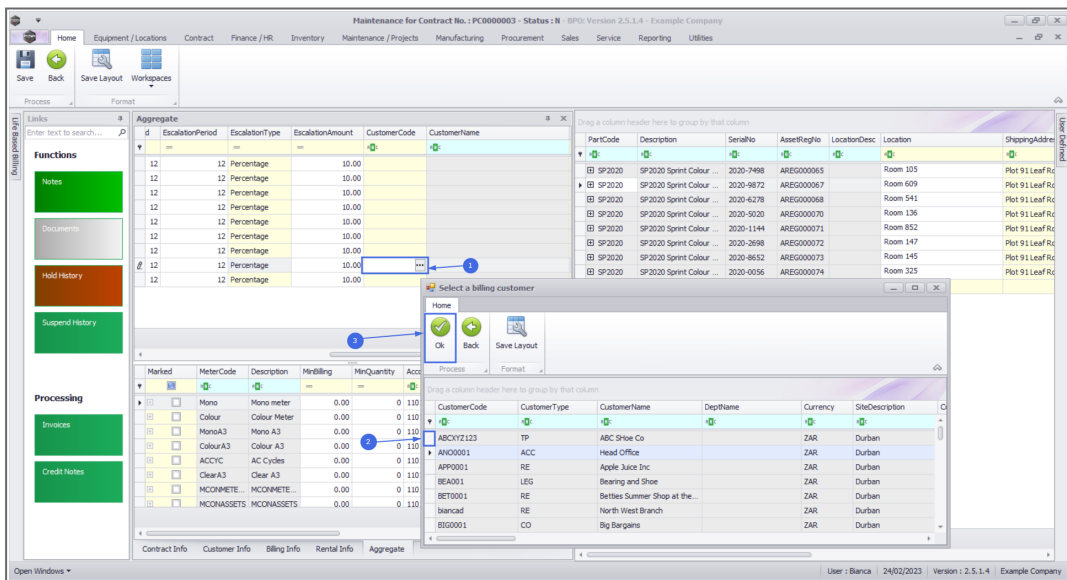 Maintenance for Contract No. : PC0000003 - Status : N - BPO: Version 2.5.1.4 - Example Company
Home Equipment / Locations Contract Finance / HR Inventory Maintenance / Projects Manufacturing Procurement Sales Service Reporting Utilities
Save Back Save Layout Workspaces
Process Format
Life Based Billing
Links
Enter text to search...
Functions
Notes
Documents
Hold History
Suspend History
Processing
Invoices
Credit Notes
Aggregate
d EscalationPeriod EscalationType EscalationAmount CustomerCode CustomerName
12 12 Percentage 10.00
12 12 Percentage 10.00
12 12 Percentage 10.00
12 12 Percentage 10.00
12 12 Percentage 10.00
12 12 Percentage 10.00
12 12 Percentage 10.00
12 12 Percentage 10.00
1
Marked MeterCode Description MinBilling MinQuantity Acco
Mono Mono meter 0.00 0 110
Colour Colour Meter 0.00 0 110
MonoA3 Mono A3 0.00 0 110
ColourA3 Colour A3 0.00 0 110
ACCYC AC Cycles 0.00 0 110
ClearA3 Clear A3 0.00 0 110
MCONMETE... MCONMETE... 0.00 0 110
MCONASSETS MCONASSETS 0.00 0 110
Contract Info Customer Info Billing Info Rental Info Aggregate
Drag a column header here to group by that column
PartCode Description SerialNo AssetRegNo LocationDesc Location ShippingAddre
SP2020 SP2020 Sprint Colour ... 2020-7498 AREG000065 Room 105 Plot 91 Leaf Ro
SP2020 SP2020 Sprint Colour ... 2020-9872 AREG000067 Room 609 Plot 91 Leaf Ro
SP2020 SP2020 Sprint Colour ... 2020-6278 AREG000068 Room 541 Plot 91 Leaf Ro
SP2020 SP2020 Sprint Colour ... 2020-5020 AREG000070 Room 136 Plot 91 Leaf Ro
SP2020 SP2020 Sprint Colour ... 2020-1144 AREG000071 Room 852 Plot 91 Leaf Ro
SP2020 SP2020 Sprint Colour ... 2020-2698 AREG000072 Room 147 Plot 91 Leaf Ro
SP2020 SP2020 Sprint Colour ... 2020-8652 AREG000073 Room 145 Plot 91 Leaf Ro
SP2020 SP2020 Sprint Colour ... 2020-0056 AREG000074 Room 325 Plot 91 Leaf Ro
User Defined
Select a billing customer
Home
3
Ok Back Save Layout
Process Format
Drag a column header here to group by that column
CustomerCode CustomerType CustomerName DeptName Currency SiteDescription
2
ABCXYZ123 TP ABC SHoe Co ZAR Durban
ANO0001 ACC Head Office ZAR Durban
APP0001 RE Apple Juice Inc ZAR Durban
BEA001 LEG Bearing and Shoe ZAR Durban
BET0001 RE Betties Summer Shop at the... ZAR Durban
biancad RE North West Branch ZAR Durban
BIG0001 CO Big Bargains ZAR Durban
Open Windows
User : Bianca 24/02/2023 Version : 2.5.1.4 Example Company